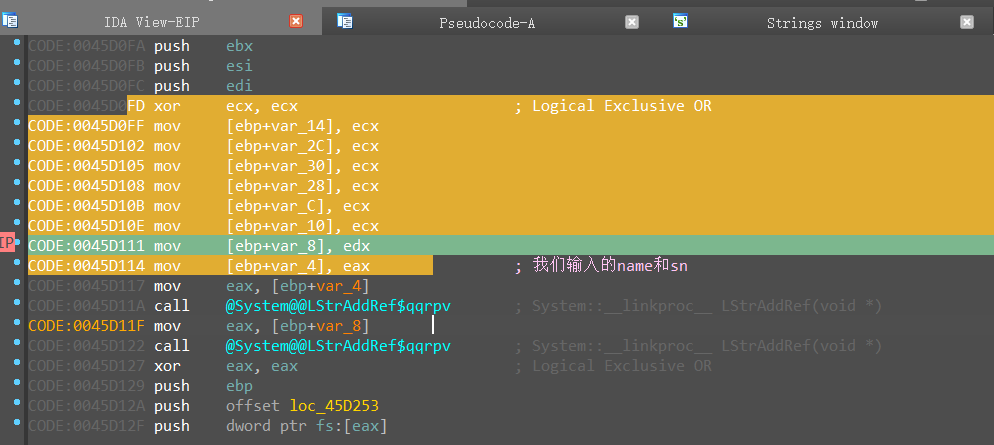 IDA View-EIP Pseudocode-A Strings window
CODE:0045D0FA push ebx
CODE:0045D0FB push esi
CODE:0045D0FC push edi
CODE:0045D0FD xor ecx, ecx ; Logical Exclusive OR
CODE:0045D0FF mov [ebp+var_14], ecx
CODE:0045D102 mov [ebp+var_2C], ecx
CODE:0045D105 mov [ebp+var_30], ecx
CODE:0045D108 mov [ebp+var_28], ecx
CODE:0045D10B mov [ebp+var_C], ecx
CODE:0045D10E mov [ebp+var_10], ecx
IP CODE:0045D111 mov [ebp+var_8], edx
CODE:0045D114 mov [ebp+var_4], eax ; 我们输入的name和sn
CODE:0045D117 mov eax, [ebp+var_4]
CODE:0045D11A call @System@@LStrAddRef$qqrpv ; System::__linkproc__ LStrAddRef(void *)
CODE:0045D11F mov eax, [ebp+var_8]
CODE:0045D122 call @System@@LStrAddRef$qqrpv ; System::__linkproc__ LStrAddRef(void *)
CODE:0045D127 xor eax, eax ; Logical Exclusive OR
CODE:0045D129 push ebp
CODE:0045D12A push offset loc_45D253
CODE:0045D12F push dword ptr fs:[eax]